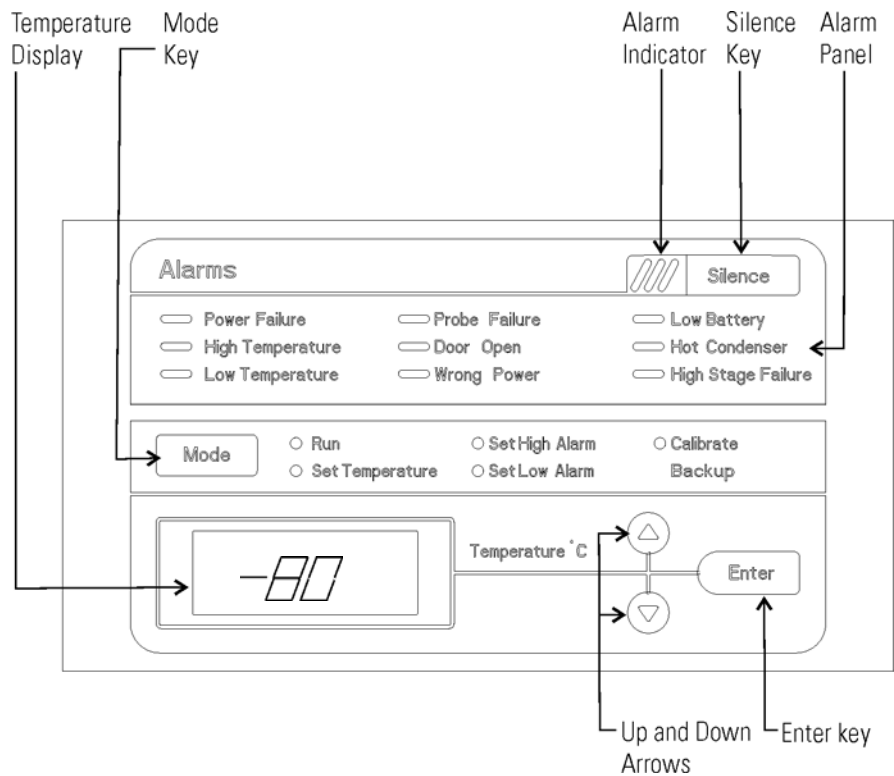 Temperature
Display
Mode
Key
Alarm
Indicator
Silence
Key
Alarm
Panel
Alarms
Silence
Power Failure
Probe Failure
Low Battery
High Temperature
Door Open
Hot Condenser
Low Temperature
Wrong Power
High Stage Failure
Mode
Run
Set High Alarm
Calibrate
Set Temperature
Set Low Alarm
Backup
-80
Temperature °C
Enter
Up and Down
Arrows
Enter key